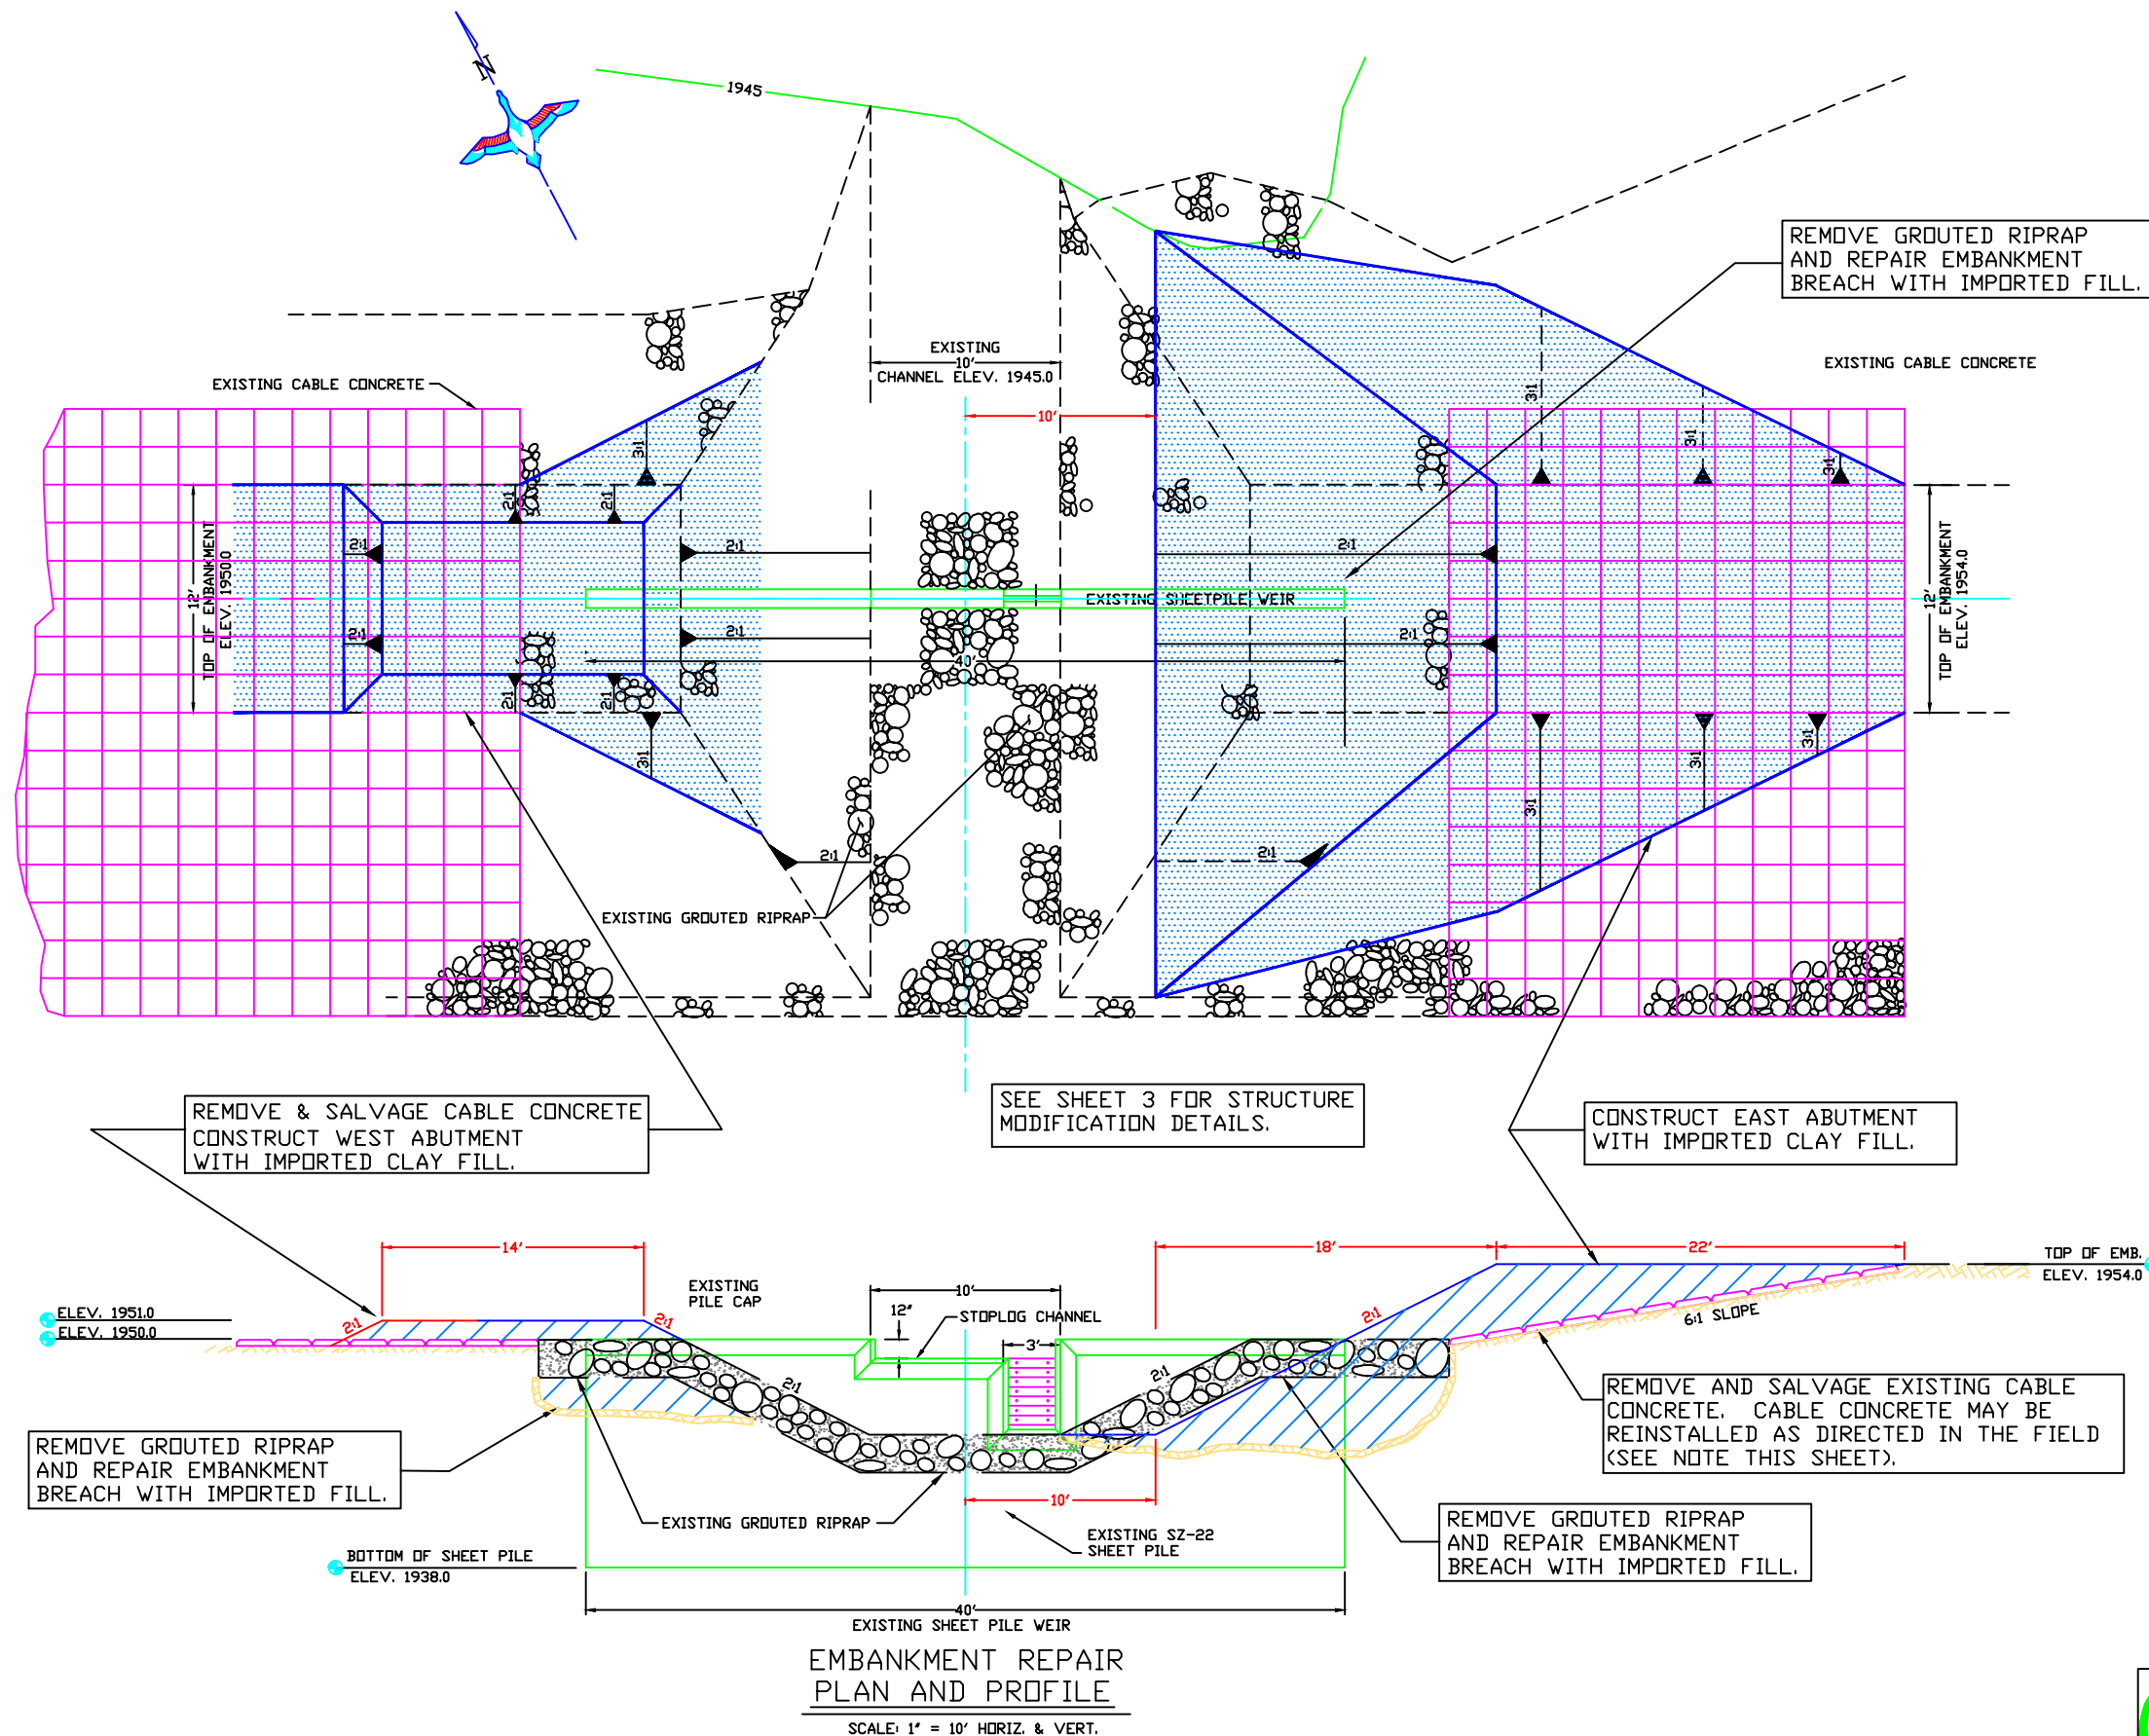 N
1945
REMOVE GROUTED RIPRAP
AND REPAIR EMBANKMENT
BREACH WITH IMPORTED FILL.
EXISTING
10'
CHANNEL ELEV. 1945.0
EXISTING CABLE CONCRETE
EXISTING CABLE CONCRETE
10'
3:1
3:1
3:1
3:1
2:1
2:1
12'
TOP OF EMBANKMENT
ELEV. 1950.0
2:1
2:1
2:1
12'
TOP OF EMBANKMENT
ELEV. 1954.0
EXISTING SHEETPILE WEIR
2:1
2:1
2:1
40'
2:1
2:1
3:1
3:1
3:1
3:1
2:1
2:1
EXISTING GROUTED RIPRAP
REMOVE & SALVAGE CABLE CONCRETE
CONSTRUCT WEST ABUTMENT
WITH IMPORTED CLAY FILL.
SEE SHEET 3 FOR STRUCTURE
MODIFICATION DETAILS.
CONSTRUCT EAST ABUTMENT
WITH IMPORTED CLAY FILL.
14'
18'
22'
TOP OF EMB.
ELEV. 1954.0
EXISTING
PILE CAP
10'
12"
STOPLOG CHANNEL
3'
ELEV. 1951.0
ELEV. 1950.0
2:1
2:1
2:1
6:1 SLOPE
2:1
2:1
REMOVE AND SALVAGE EXISTING CABLE
CONCRETE. CABLE CONCRETE MAY BE
REINSTALLED AS DIRECTED IN THE FIELD
(SEE NOTE THIS SHEET).
REMOVE GROUTED RIPRAP
AND REPAIR EMBANKMENT
BREACH WITH IMPORTED FILL.
10'
EXISTING GROUTED RIPRAP
EXISTING SZ-22
SHEET PILE
REMOVE GROUTED RIPRAP
AND REPAIR EMBANKMENT
BREACH WITH IMPORTED FILL.
BOTTOM OF SHEET PILE
ELEV. 1938.0
40'
EXISTING SHEET PILE WEIR
EMBANKMENT REPAIR
PLAN AND PROFILE
SCALE: 1" = 10' HORIZ. & VERT.